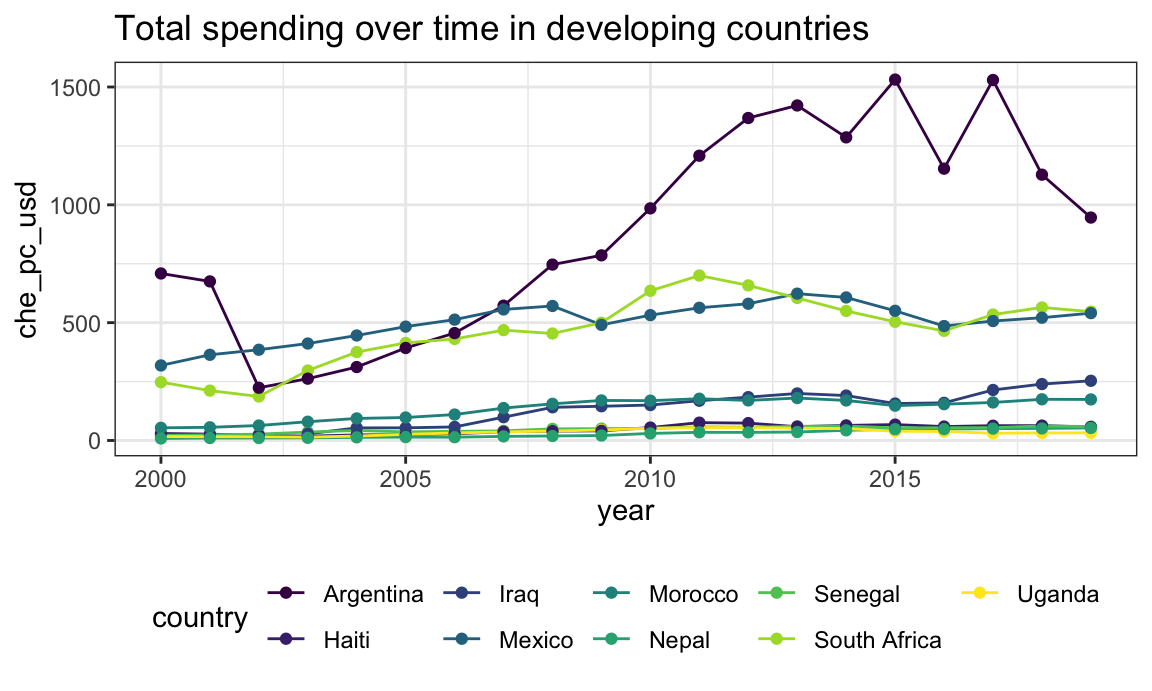 Total spending over time in developing countries
che_pc_usd
1500
1000
500
0
2000 2005 2010 2015
year
country
Argentina Iraq Morocco Senegal Uganda
Haiti Mexico Nepal South Africa